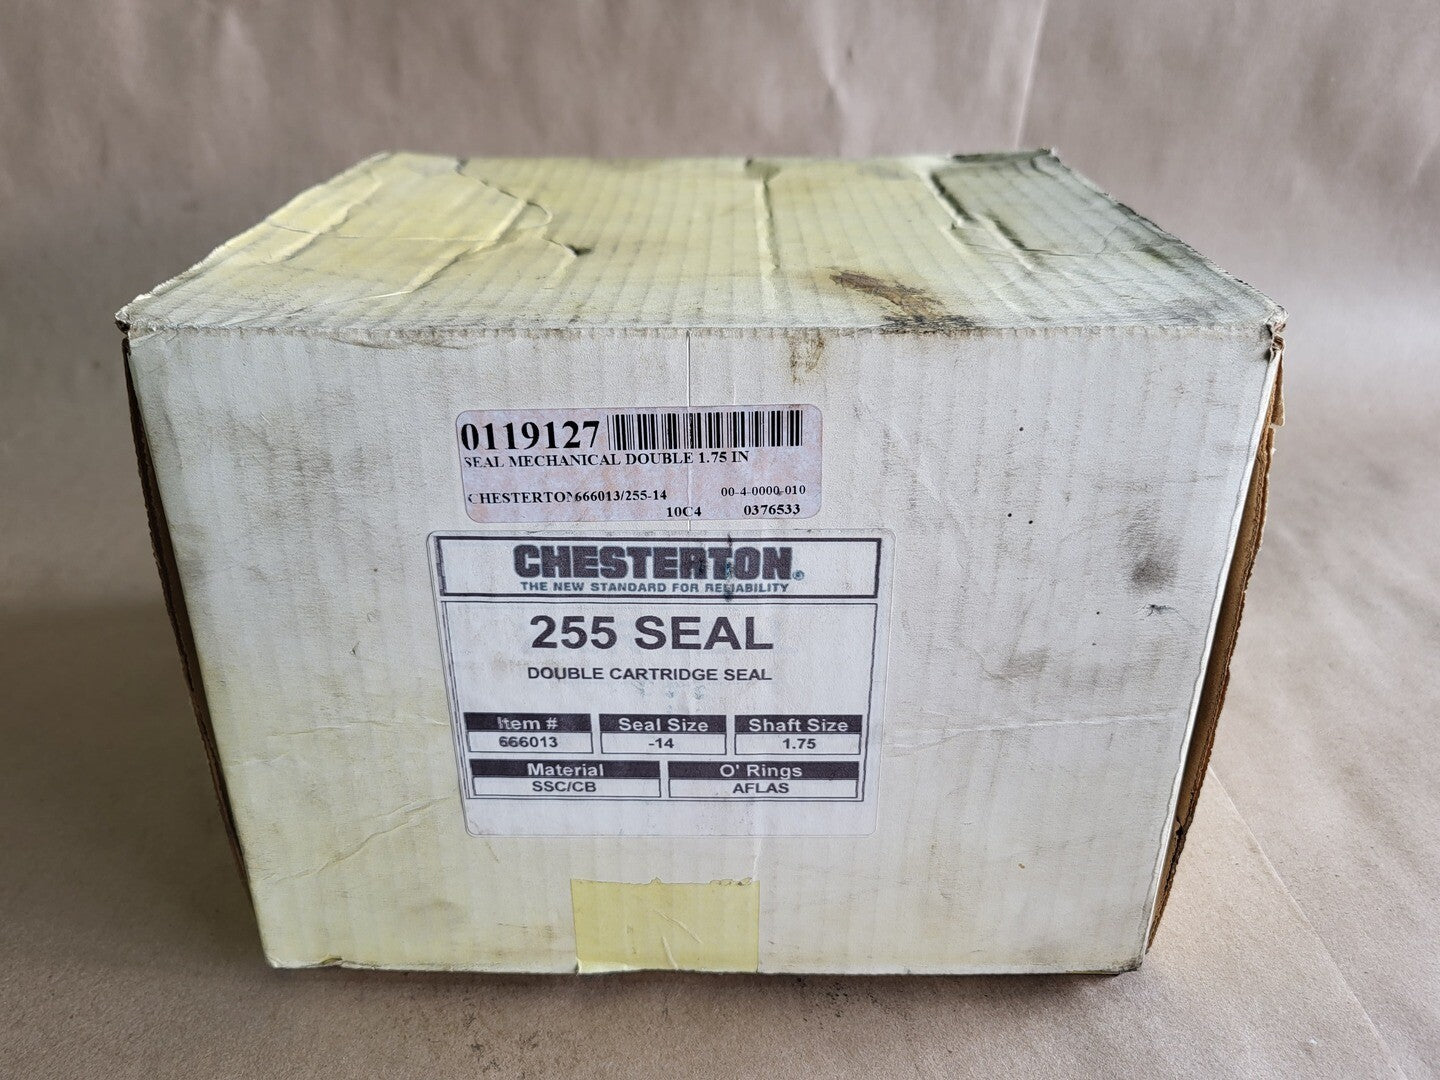 0119127
SEAL MECHANICAL DOUBLE 1.75 IN
CHESTERTON666013/255-14 00-4-0000-010
10C4 0376533
CHESTERTON®
THE NEW STANDARD FOR RELIABILITY
255 SEAL
DOUBLE CARTRIDGE SEAL
Item # Seal Size Shaft Size
666013 -14 1.75
Material O' Rings
SSC/CB AFLAS